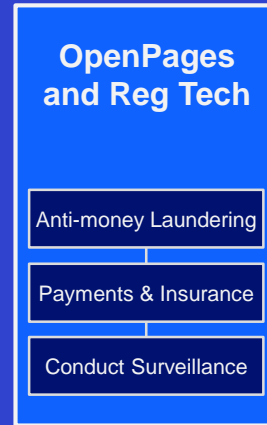 OpenPages
and Reg Tech
Anti-money Laundering
Payments & Insurance
Conduct Surveillance